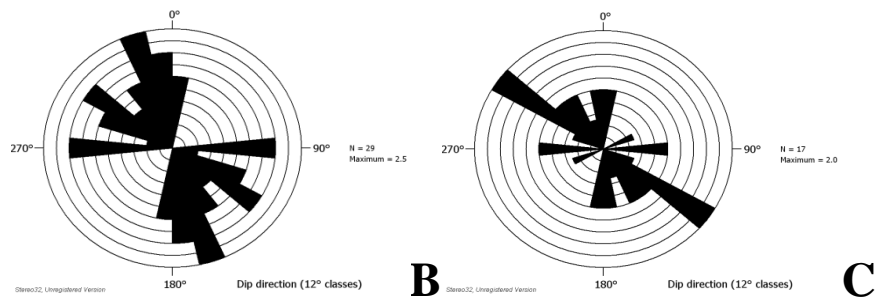 0°
270°
90°
N = 29
Maximum = 2.5
180°
Stereo32, Unregistered Version
Dip direction (12° classes)
B
0°
270°
90°
N = 17
Maximum = 2.0
180°
Stereo32, Unregistered Version
Dip direction (12° classes)
C